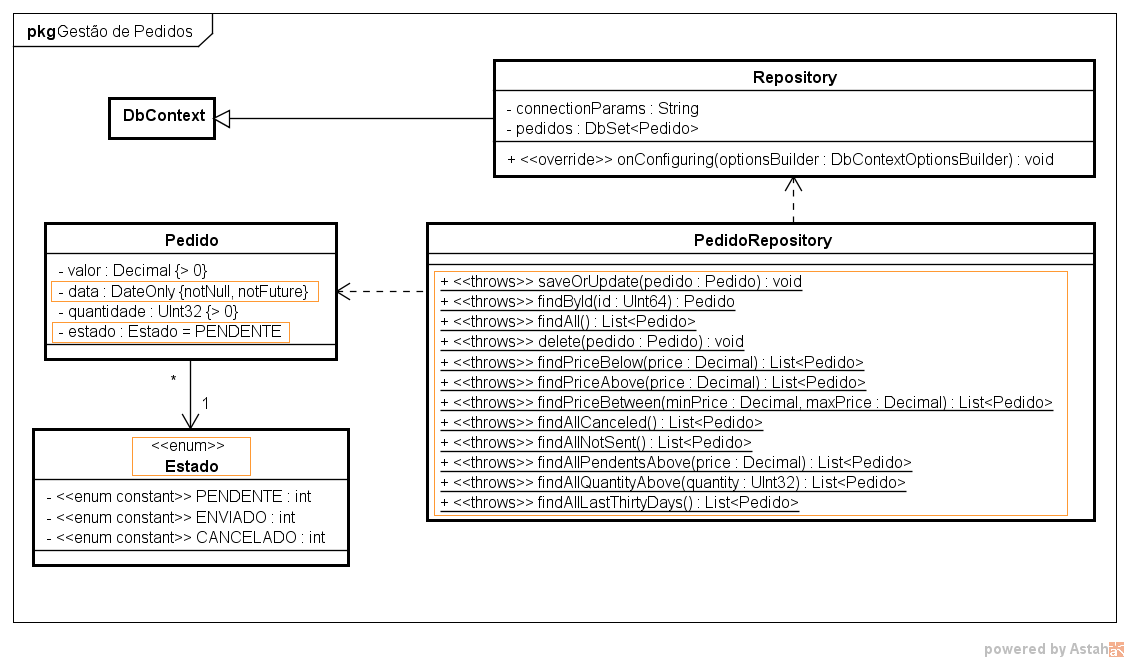 pkg Gestão de Pedidos
DbContext
Repository
- connectionParams : String
- pedidos : DbSet<Pedido>
+ <<override>> onConfiguring(optionsBuilder : DbContextOptionsBuilder) : void
Pedido
- valor : Decimal {> 0}
- data : DateOnly {notNull, notFuture}
- quantidade : UInt32 {> 0}
- estado : Estado = PENDENTE
PedidoRepository
+ <<throws>> saveOrUpdate(pedido : Pedido) : void
+ <<throws>> findById(id : UInt64) : Pedido
+ <<throws>> findAll() : List<Pedido>
+ <<throws>> delete(pedido : Pedido) : void
+ <<throws>> findPriceBelow(price : Decimal) : List<Pedido>
+ <<throws>> findPriceAbove(price : Decimal) : List<Pedido>
+ <<throws>> findPriceBetween(minPrice : Decimal, maxPrice : Decimal) : List<Pedido>
+ <<throws>> findAllCanceled() : List<Pedido>
+ <<throws>> findAllNotSent() : List<Pedido>
+ <<throws>> findAllPendentsAbove(price : Decimal) : List<Pedido>
+ <<throws>> findAllQuantityAbove(quantity : UInt32) : List<Pedido>
+ <<throws>> findAllLastThirtyDays() : List<Pedido>
*
1
<<enum>>
Estado
- <<enum constant>> PENDENTE : int
- <<enum constant>> ENVIADO : int
- <<enum constant>> CANCELADO : int
powered by Astah